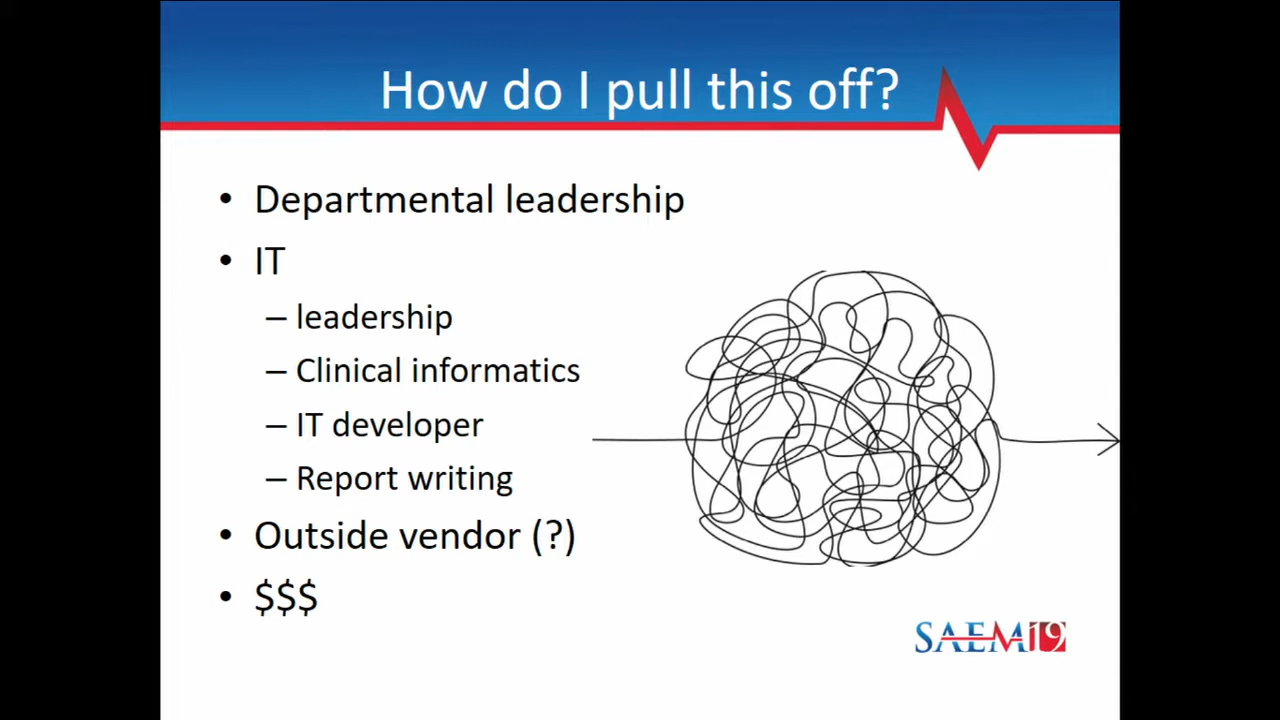 How do I pull this off?
• Departmental leadership
• IT
– leadership
– Clinical informatics
– IT developer
– Report writing
• Outside vendor (?)
• $$$
SAEM19